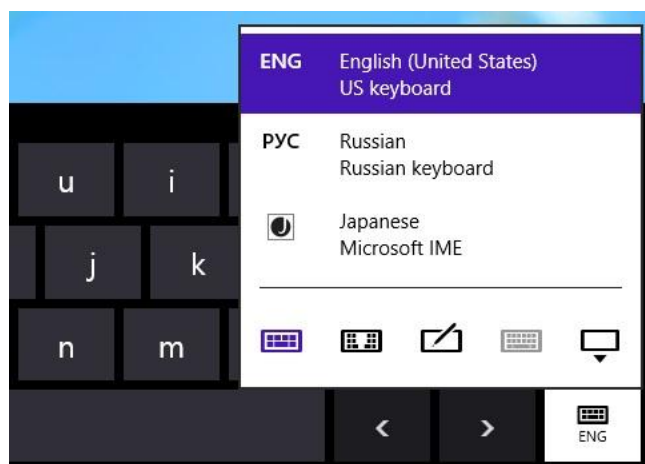 ENG English (United States)
US keyboard
РУС Russian
Russian keyboard
Japanese
Microsoft IME
u i
j k
n m
< >
ENG